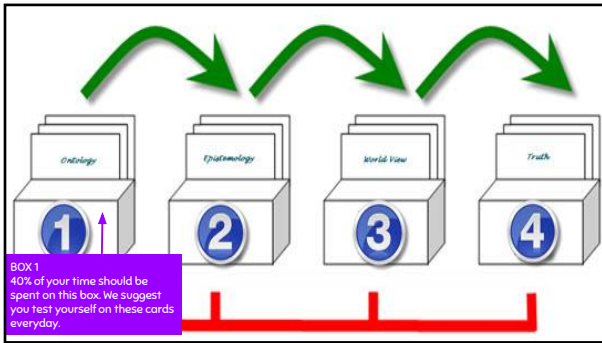 Ontology
Epistemology
World View
Truth
1
2
3
4
BOX 1
40% of your time should be
spent on this box. We suggest
you test yourself on these cards
everyday.